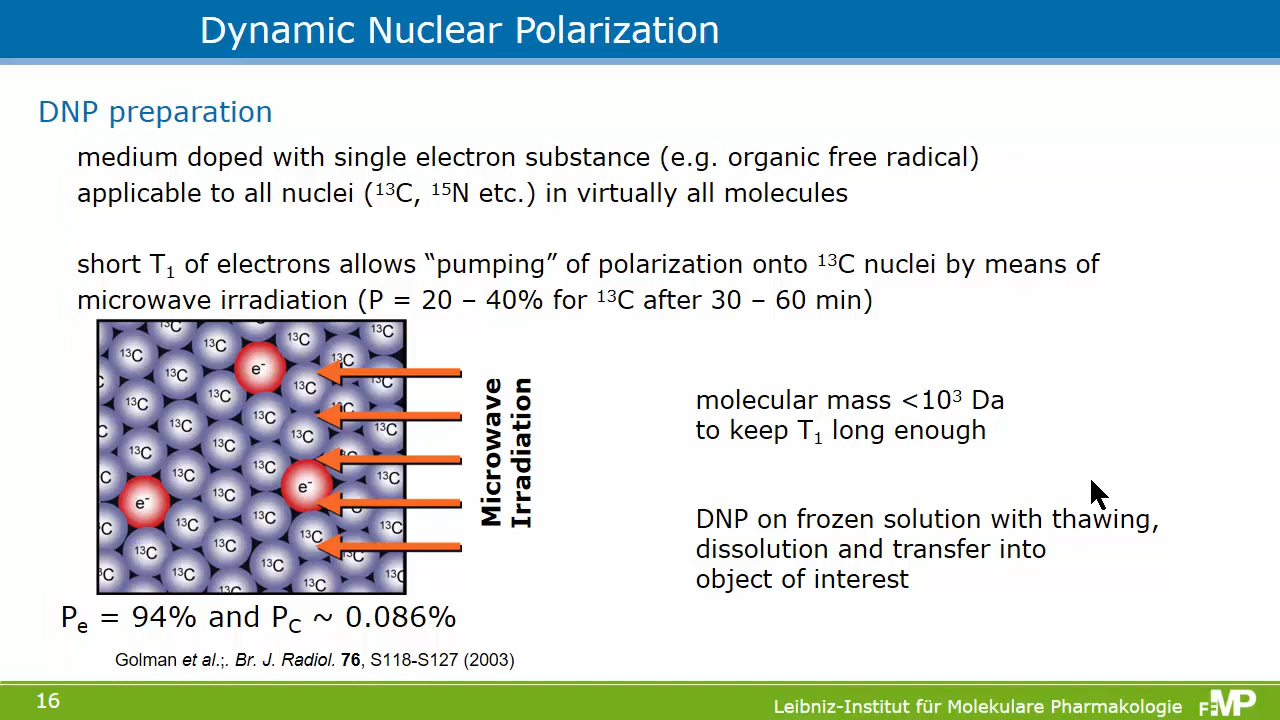 Dynamic Nuclear Polarization
DNP preparation
medium doped with single electron substance (e.g. organic free radical)
applicable to all nuclei (¹³C, ¹⁵N etc.) in virtually all molecules
short T₁ of electrons allows “pumping” of polarization onto ¹³C nuclei by means of
microwave irradiation (P = 20 – 40% for ¹³C after 30 – 60 min)
¹³C
e⁻
Microwave
Irradiation
molecular mass <10³ Da
to keep T₁ long enough
DNP on frozen solution with thawing,
dissolution and transfer into
object of interest
Pₑ = 94% and P_C ~ 0.086%
Golman et al.;. Br. J. Radiol. 76, S118-S127 (2003)
16
Leibniz-Institut für Molekulare Pharmakologie
FMP